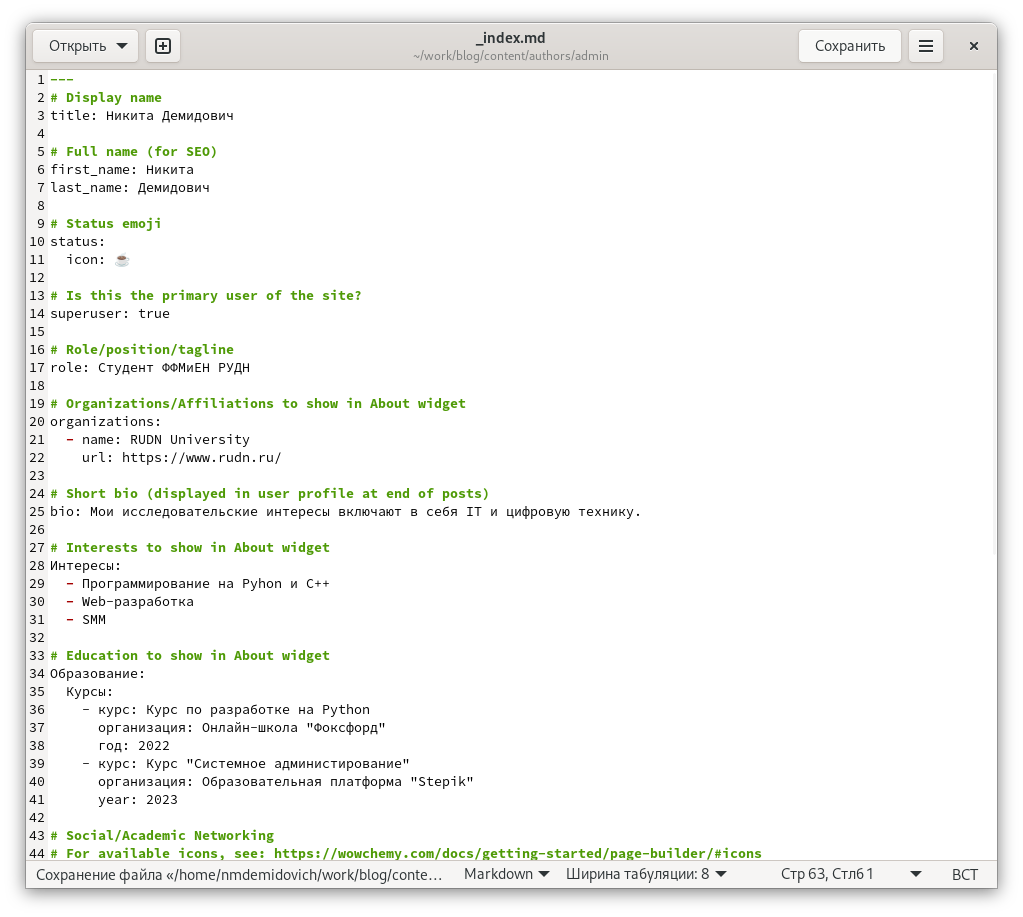 Открыть
_index.md
~/work/blog/content/authors/admin
Сохранить
1 ---
2 # Display name
3 title: Никита Демидович
4
5 # Full name (for SEO)
6 first_name: Никита
7 last_name: Демидович
8
9 # Status emoji
10 status:
11   icon: ☕️
12
13 # Is this the primary user of the site?
14 superuser: true
15
16 # Role/position/tagline
17 role: Студент ФФМиЕН РУДН
18
19 # Organizations/Affiliations to show in About widget
20 organizations:
21   - name: RUDN University
22     url: https://www.rudn.ru/
23
24 # Short bio (displayed in user profile at end of posts)
25 bio: Мои исследовательские интересы включают в себя IT и цифровую технику.
26
27 # Interests to show in About widget
28 Интересы:
29   - Программирование на Pyhon и C++
30   - Web-разработка
31   - SMM
32
33 # Education to show in About widget
34 Образование:
35   Курсы:
36     - курс: Курс по разработке на Python
37       организация: Онлайн-школа "Фоксфорд"
38       год: 2022
39     - курс: Курс "Системное администирование"
40       организация: Образовательная платформа "Stepik"
41       year: 2023
42
43 # Social/Academic Networking
44 # For available icons, see: https://wowchemy.com/docs/getting-started/page-builder/#icons
Сохранение файла «/home/nmdemidovich/work/blog/conte… Markdown Ширина табуляции: 8 Стр 63, Стлб 1 ВСТ